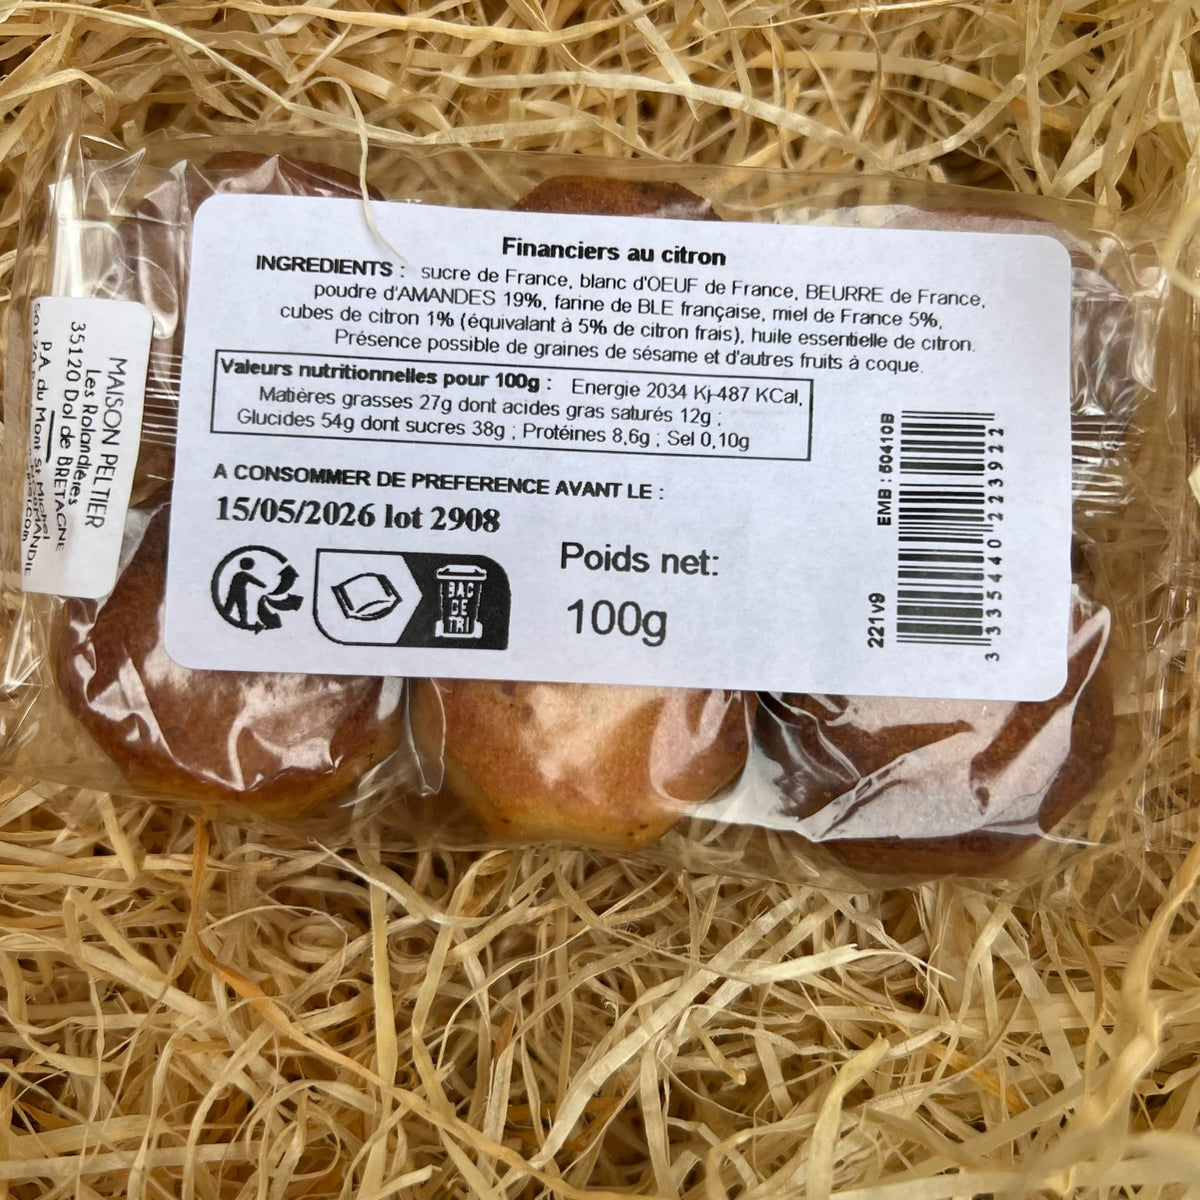 Financiers au citron
INGREDIENTS : sucre de France, blanc d'OEUF de France, BEURRE de France,
poudre d'AMANDES 19%, farine de BLE française, miel de France 5%,
cubes de citron 1% (équivalant à 5% de citron frais), huile essentielle de citron.
Présence possible de graines de sésame et d'autres fruits à coque.
Valeurs nutritionnelles pour 100g : Energie 2034 Kj-487 KCal,
Matières grasses 27g dont acides gras saturés 12g ;
Glucides 54g dont sucres 38g ; Protéines 8,6g ; Sel 0,10g
A CONSOMMER DE PREFERENCE AVANT LE :
15/05/2026 lot 2908
BAC
DE
TRI
Poids net:
100g
EMB : 50410B
221v9
3 335440 223922
MAISON PELTIER
Les Rolandières
35120 Dol de BRETAGNE
P.A. du Mont St Michel